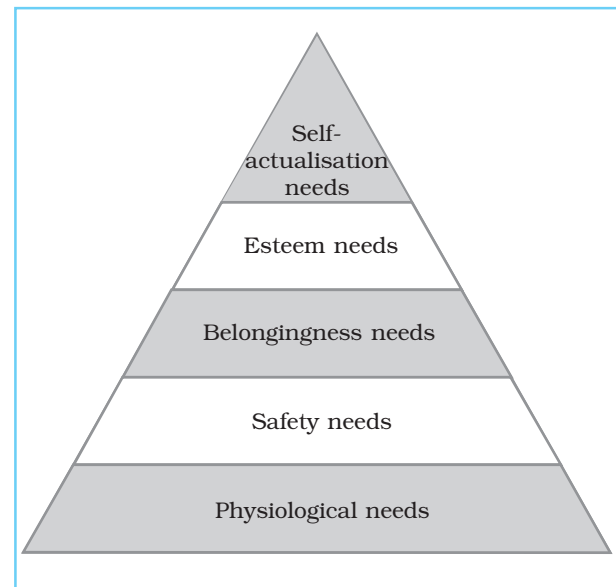 Self-
actualisation
needs
Esteem needs
Belongingness needs
Safety needs
Physiological needs